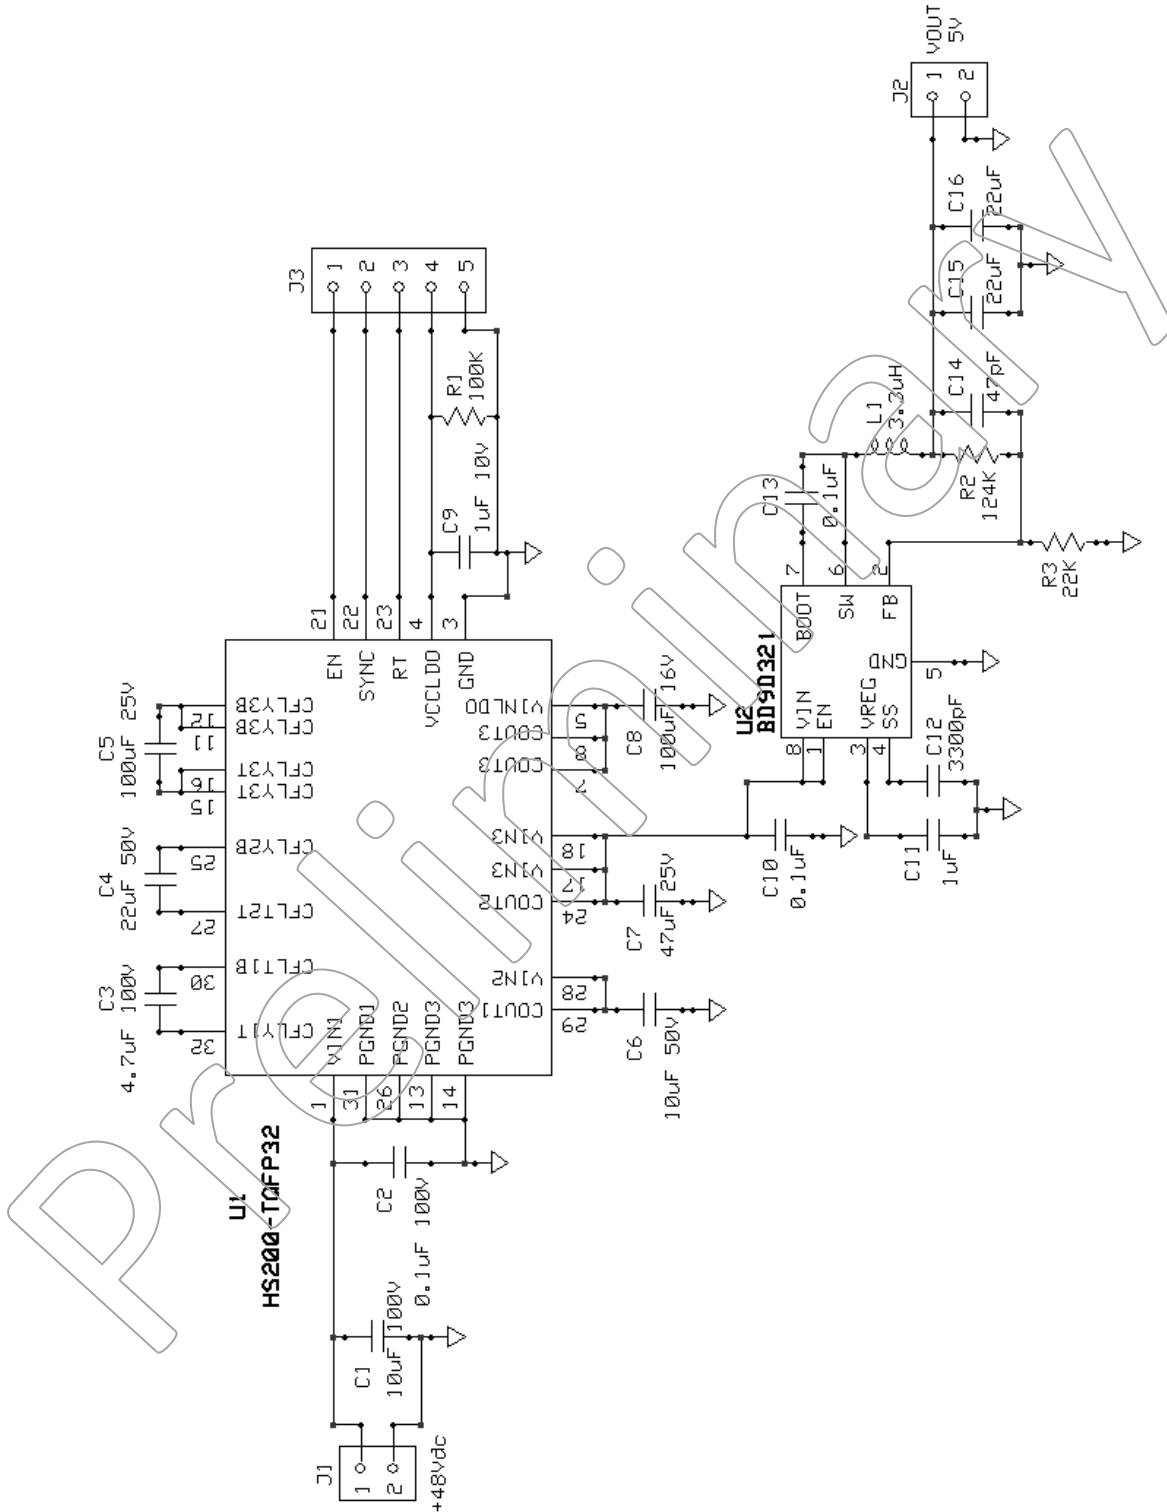 J1
1
2
+48Vdc
C1
10uF 100V
C2
0.1uF 100V
U1
HS200-TQFP32
1
31
26
13
14
VIN1
PGND1
PGND2
PGND3
PGND3
C3
4.7uF 100V
32
CFLY1T
30
CFLT1B
C4
22uF 50V
27
CFLT2T
25
CFLY2B
C5
100uF 25V
15
CFLY3T
16
CFLY3T
11
CFLY3B
12
CFLY3B
EN
SYNC
RT
VCCLDO
GND
21
22
23
4
3
COUT1
29
VIN2
28
COUT2
24
VIN3
17
VIN3
18
COUT3
7
COUT3
8
VINLDO
5
C6
10uF 50V
C7
47uF 25V
C8
100uF 16V
C9
1uF 10V
R1
100K
J3
1
2
3
4
5
C10
0.1uF
C11
1uF
C12
3300pF
U2
BD9D321
8
1
3
4
VIN
EN
VREG
SS
GND
5
BOOT
SW
FB
7
6
2
C13
0.1uF
L1
3.3uH
R2
124K
R3
22K
C14
47pF
C15
22uF
C16
22uF
J2
1
2
VOUT
5V
Preliminary